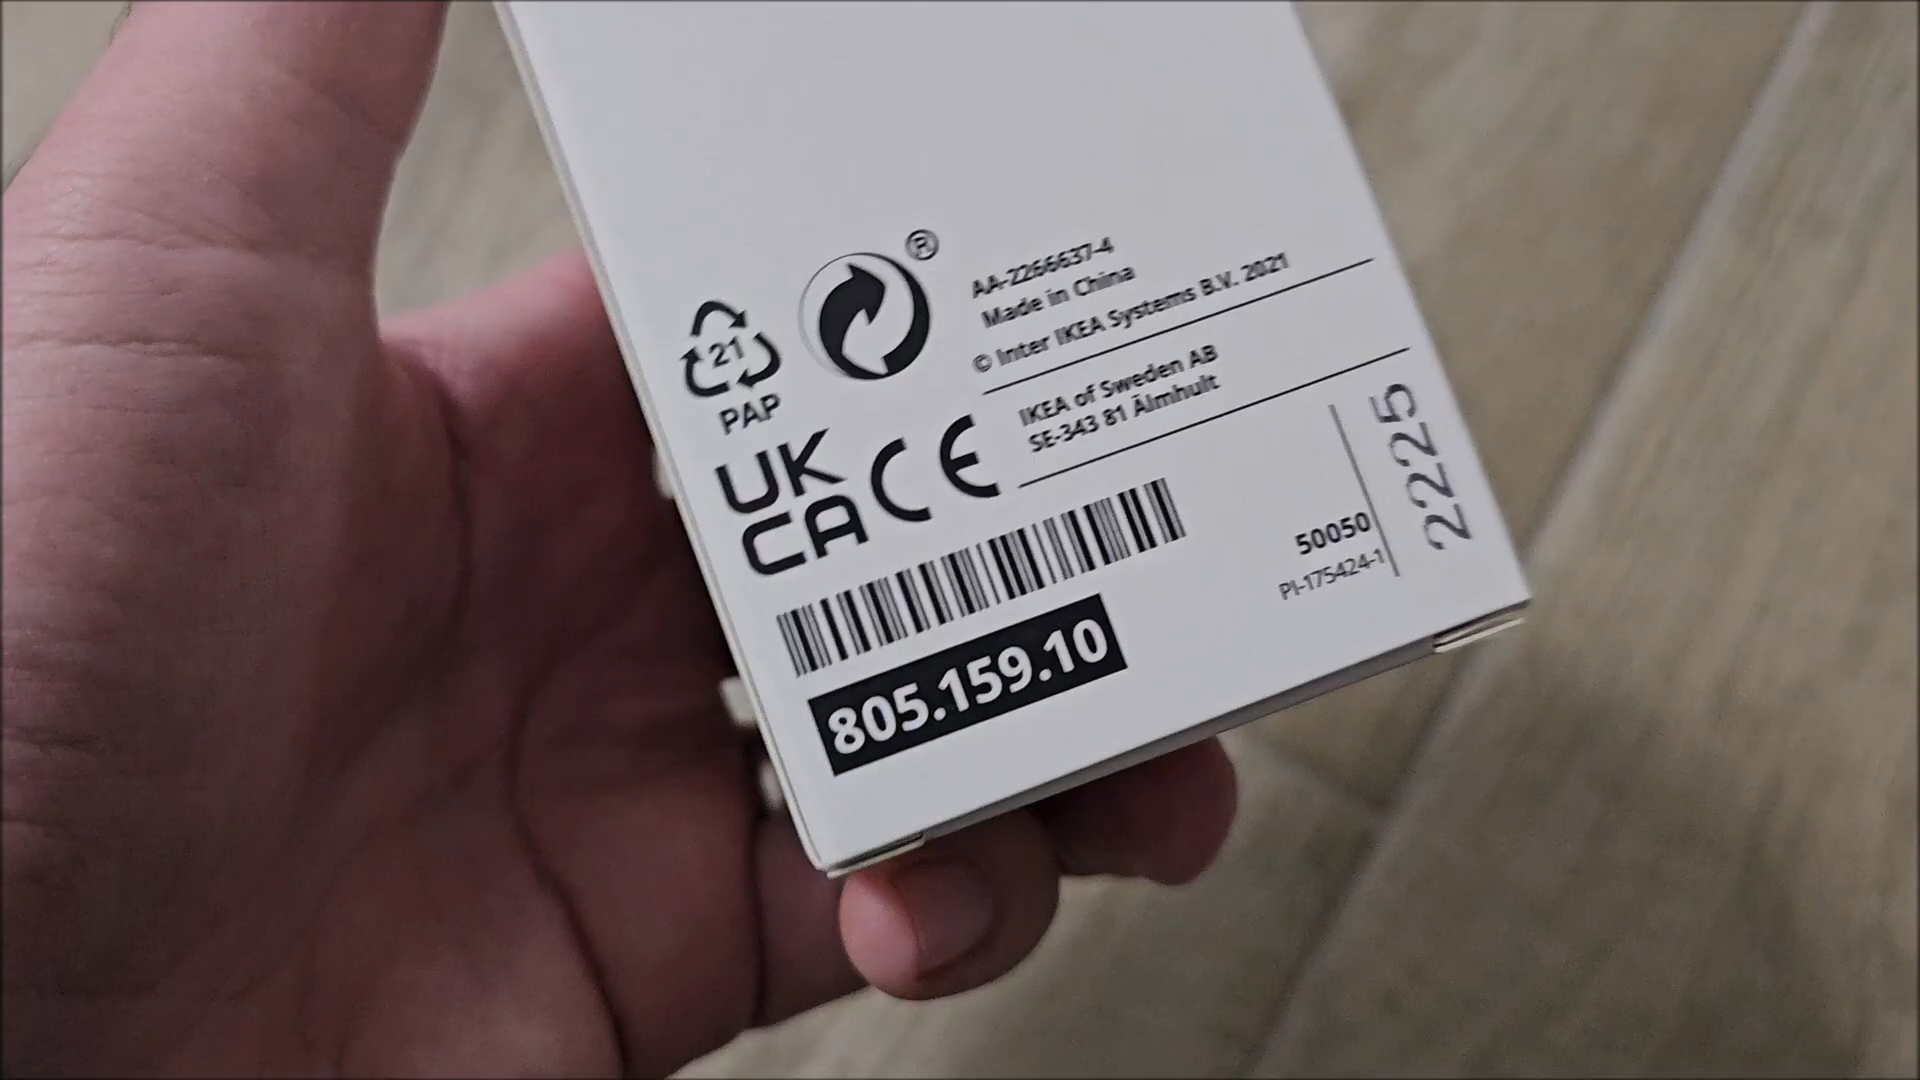 ®
21
PAP
AA-2266637-4
Made in China
© Inter IKEA Systems B.V. 2021
IKEA of Sweden AB
SE-343 81 Älmhult
UK
CA CE
50050
PI-175424-1
2225
805.159.10